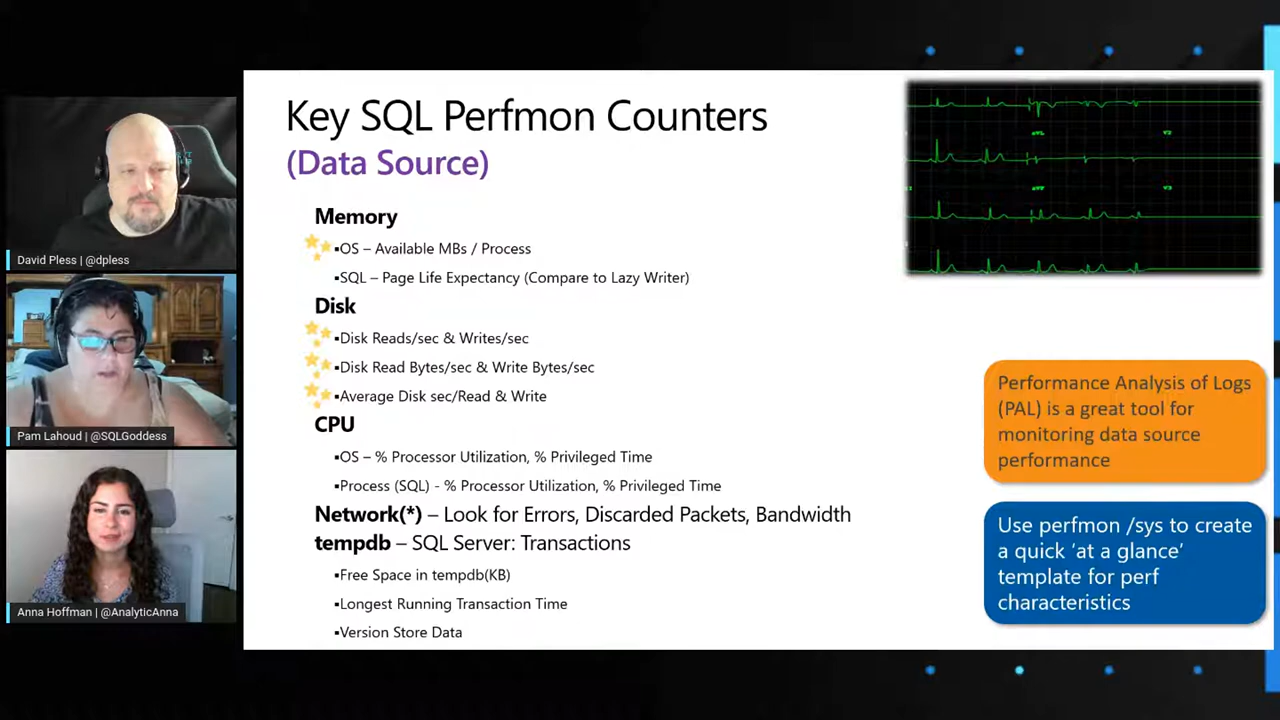 Key SQL Perfmon Counters
(Data Source)
Memory
▪OS – Available MBs / Process
▪SQL – Page Life Expectancy (Compare to Lazy Writer)
Disk
▪Disk Reads/sec & Writes/sec
▪Disk Read Bytes/sec & Write Bytes/sec
▪Average Disk sec/Read & Write
CPU
▪OS – % Processor Utilization, % Privileged Time
▪Process (SQL) - % Processor Utilization, % Privileged Time
Network(*) – Look for Errors, Discarded Packets, Bandwidth
tempdb – SQL Server: Transactions
▪Free Space in tempdb(KB)
▪Longest Running Transaction Time
▪Version Store Data
Performance Analysis of Logs
(PAL) is a great tool for
monitoring data source
performance
Use perfmon /sys to create
a quick ‘at a glance’
template for perf
characteristics
David Pless | @dpless
Pam Lahoud | @SQLGoddess
Anna Hoffman | @AnalyticAnna